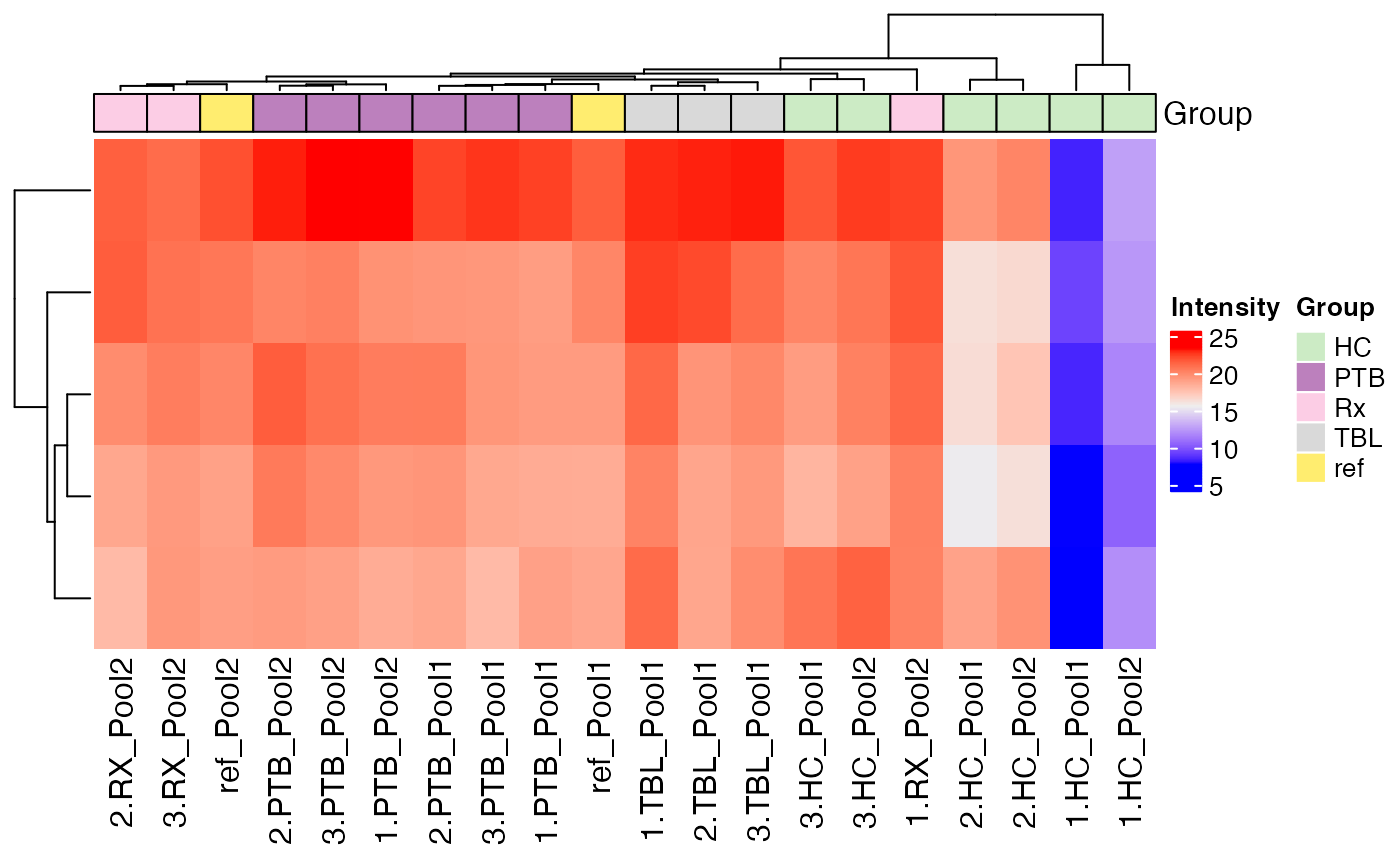 Group
Intensity
25
20
15
10
5
Group
HC
PTB
Rx
TBL
ref
2.RX_Pool2
3.RX_Pool2
ref_Pool2
2.PTB_Pool2
3.PTB_Pool2
1.PTB_Pool2
2.PTB_Pool1
3.PTB_Pool1
1.PTB_Pool1
ref_Pool1
1.TBL_Pool1
2.TBL_Pool1
3.TBL_Pool1
3.HC_Pool1
3.HC_Pool2
1.RX_Pool2
2.HC_Pool1
2.HC_Pool2
1.HC_Pool1
1.HC_Pool2